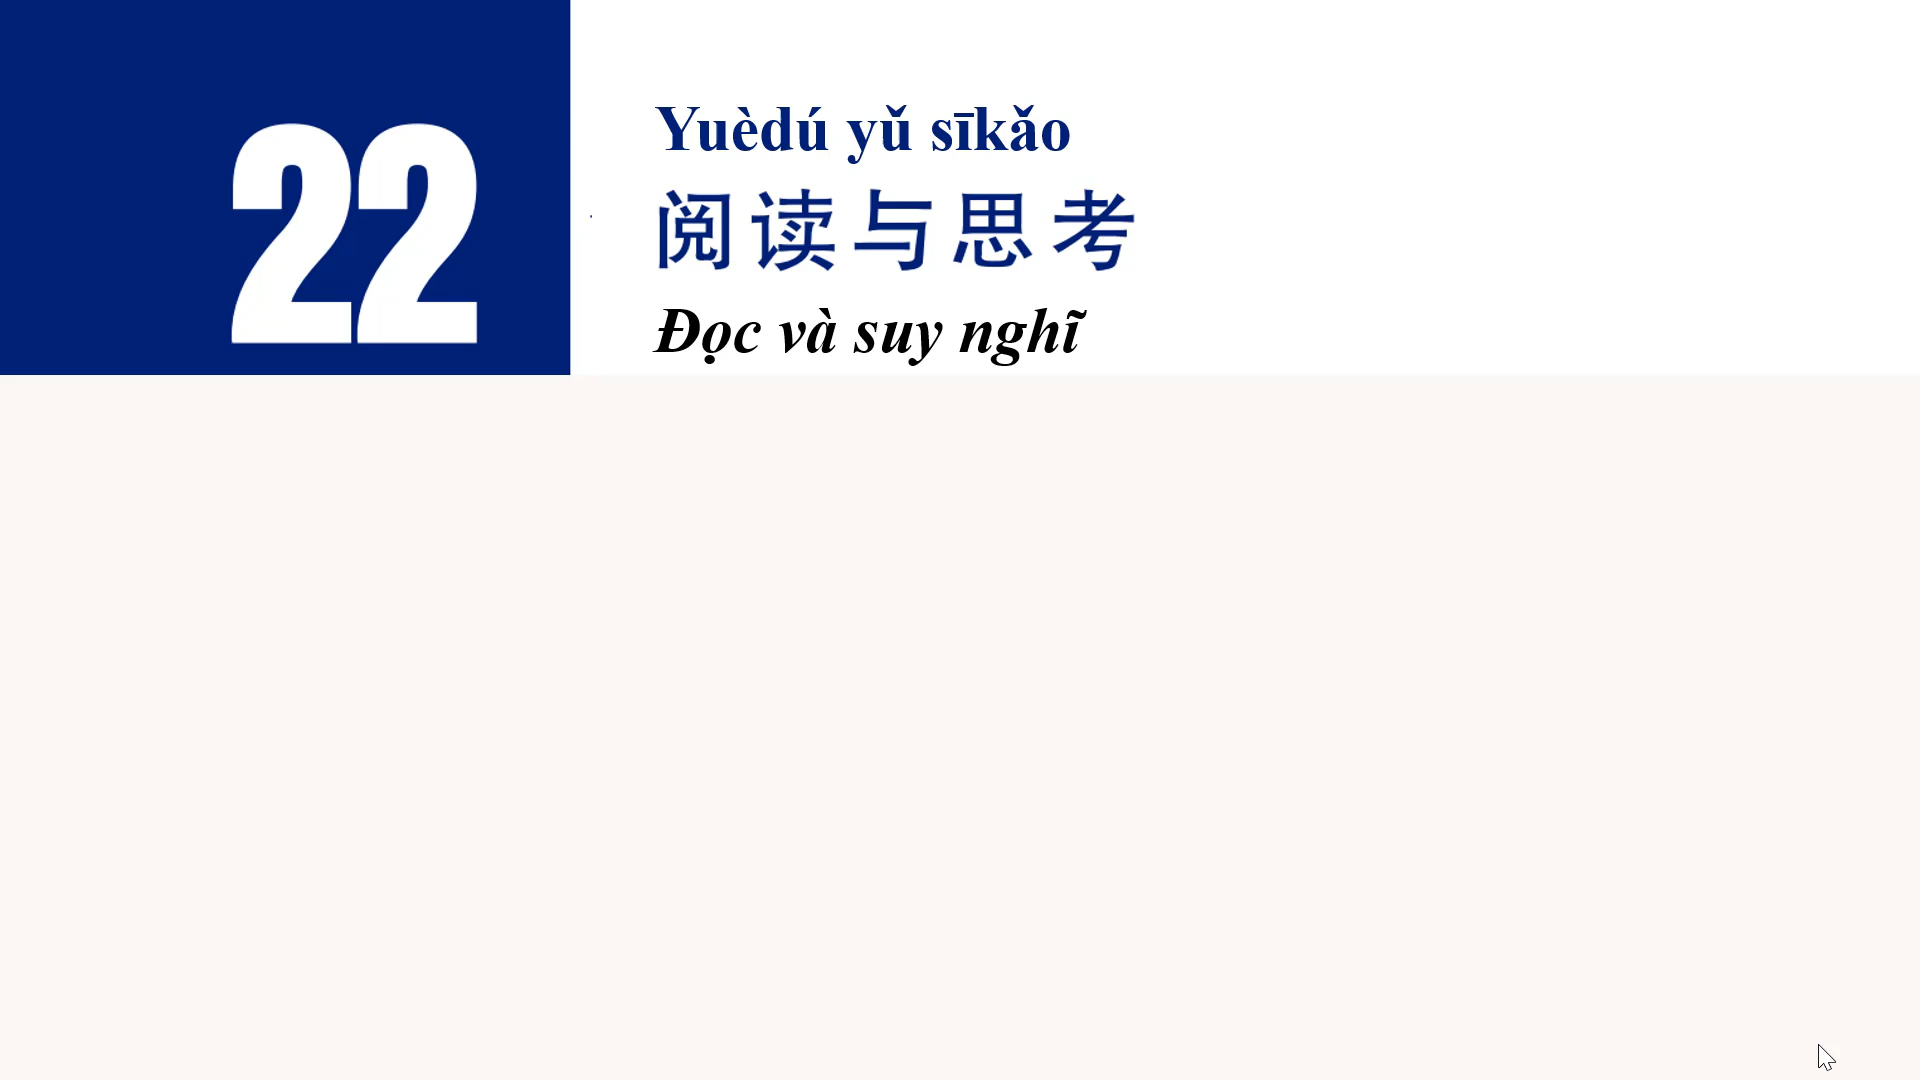 22
Yuèdú yǔ sīkǎo
阅读与思考
Đọc và suy nghĩ